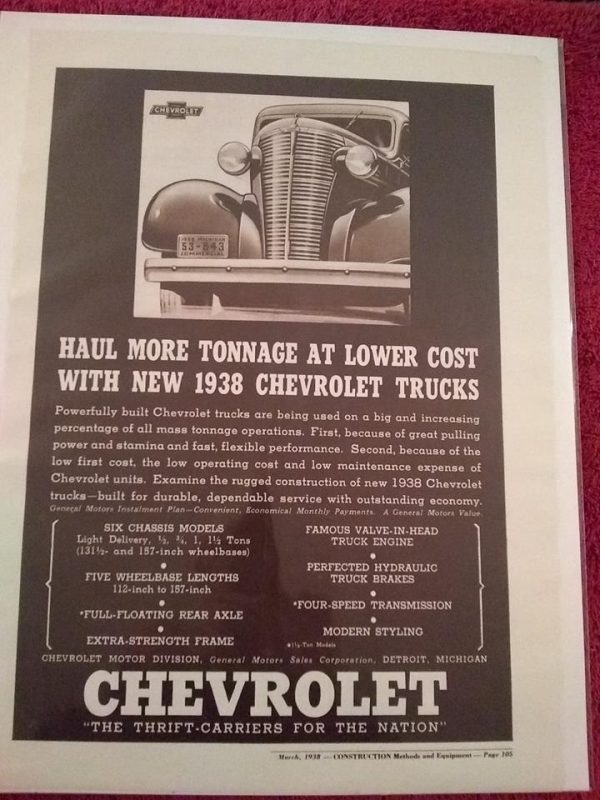 CHEVROLET
1938 MICHIGAN
53-843
COMMERCIAL
HAUL MORE TONNAGE AT LOWER COST
WITH NEW 1938 CHEVROLET TRUCKS
Powerfully built Chevrolet trucks are being used on a big and increasing
percentage of all mass tonnage operations. First, because of great pulling
power and stamina and fast, flexible performance. Second, because of the
low first cost, the low operating cost and low maintenance expense of
Chevrolet units. Examine the rugged construction of new 1938 Chevrolet
trucks—built for durable, dependable service with outstanding economy.
General Motors Instalment Plan—Convenient, Economical Monthly Payments. A General Motors Value.
SIX CHASSIS MODELS
Light Delivery, ½, ¾, 1, 1½ Tons
(131½- and 157-inch wheelbases)
FIVE WHEELBASE LENGTHS
112-inch to 157-inch
*FULL-FLOATING REAR AXLE
EXTRA-STRENGTH FRAME
FAMOUS VALVE-IN-HEAD
TRUCK ENGINE
PERFECTED HYDRAULIC
TRUCK BRAKES
*FOUR-SPEED TRANSMISSION
MODERN STYLING
*1½-Ton Models
CHEVROLET MOTOR DIVISION, General Motors Sales Corporation, DETROIT, MICHIGAN
CHEVROLET
"THE THRIFT-CARRIERS FOR THE NATION"
March, 1938 — CONSTRUCTION Methods and Equipment — Page 105